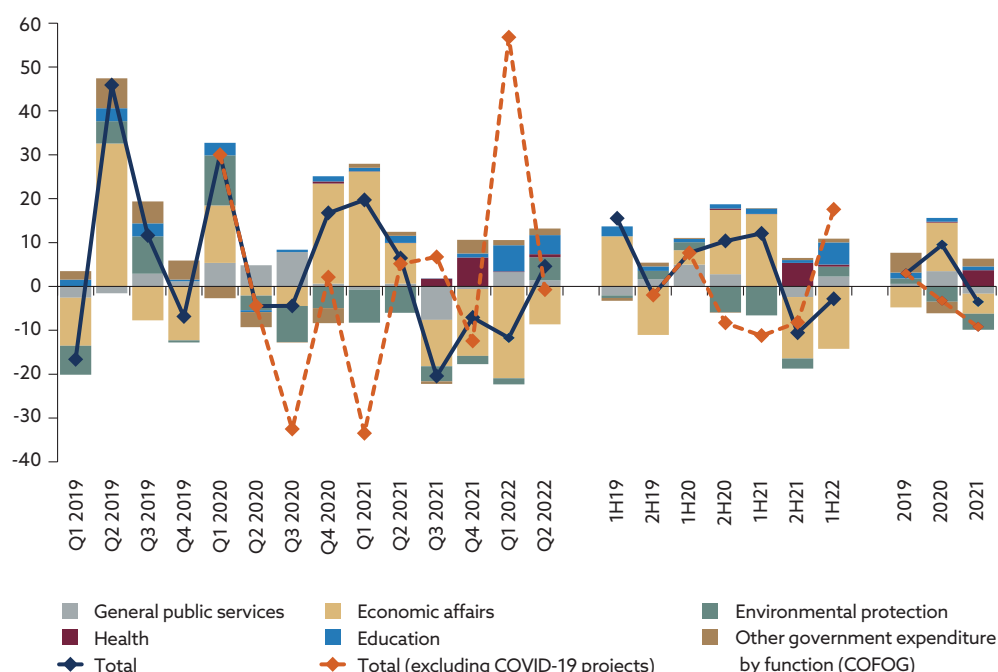 60
50
40
30
20
10
0
-10
-20
-30
-40
Q1 2019
Q2 2019
Q3 2019
Q4 2019
Q1 2020
Q2 2020
Q3 2020
Q4 2020
Q1 2021
Q2 2021
Q3 2021
Q4 2021
Q1 2022
Q2 2022
1H19
2H19
1H20
2H20
1H21
2H21
1H22
2019
2020
2021
General public services
Economic affairs
Environmental protection
Health
Education
Other government expenditure
by function (COFOG)
Total
Total (excluding COVID-19 projects)